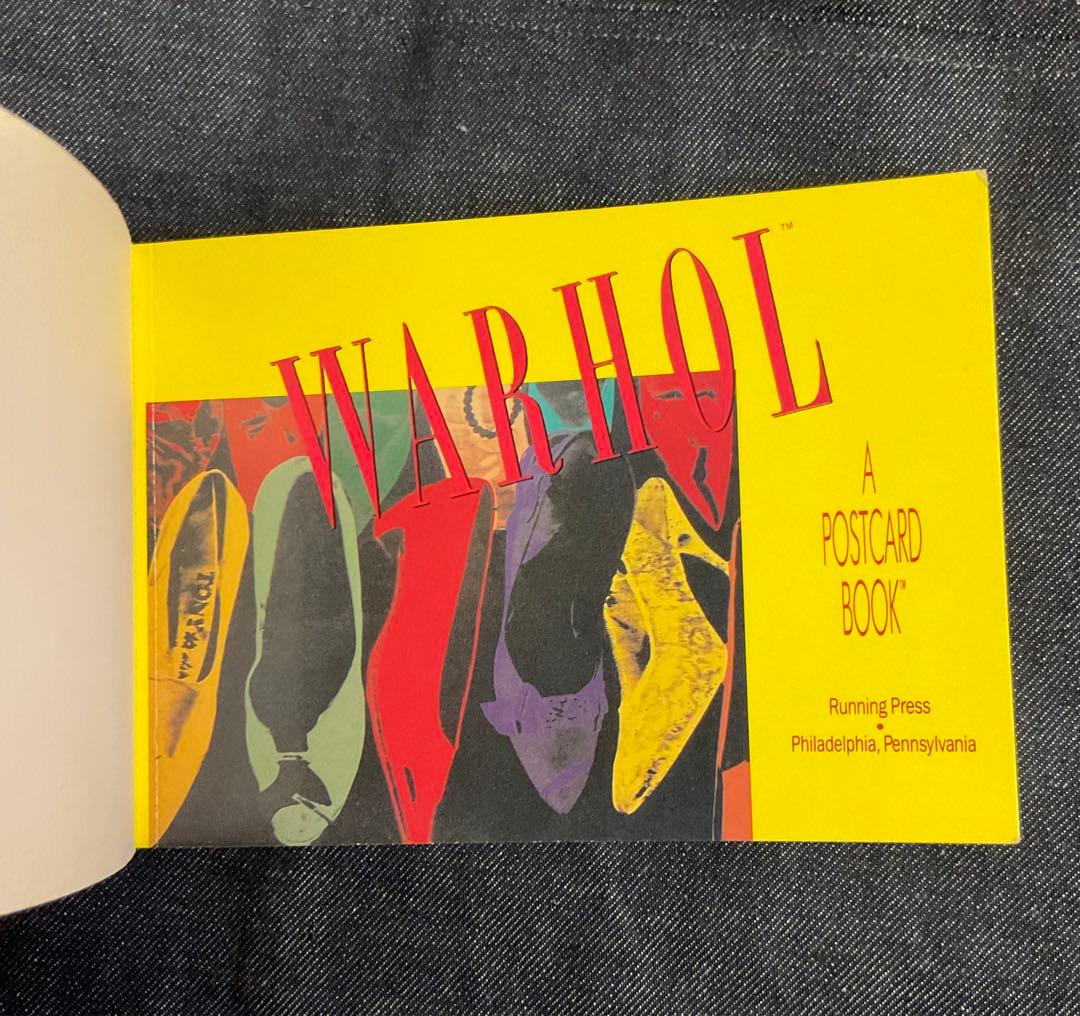 WARHOL™
A
POSTCARD
BOOK™
Running Press
•
Philadelphia, Pennsylvania